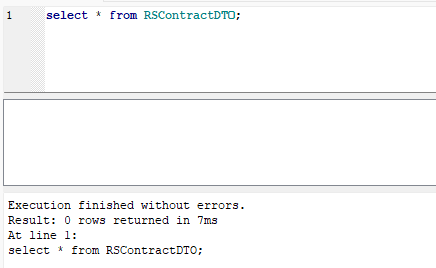 1 select * from RSContractDTO;
Execution finished without errors.
Result: 0 rows returned in 7ms
At line 1:
select * from RSContractDTO;